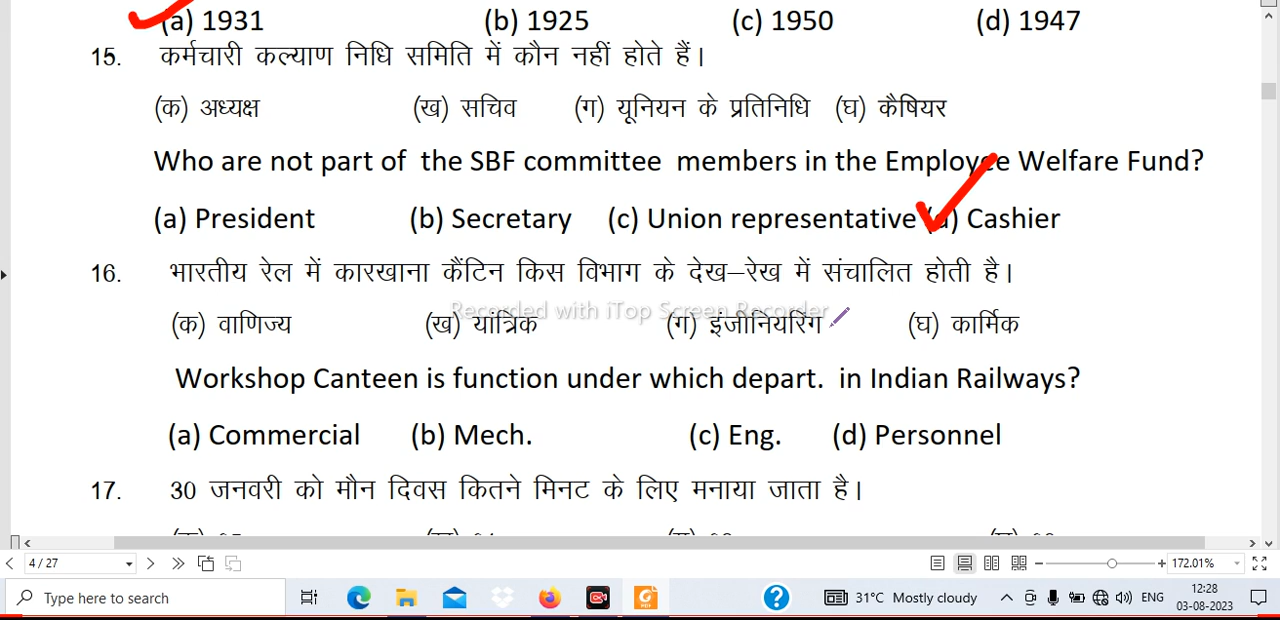 (a) 1931 (b) 1925 (c) 1950 (d) 1947
15. कर्मचारी कल्याण निधि समिति में कौन नहीं होते हैं।
(क) अध्यक्ष (ख) सचिव (ग) यूनियन के प्रतिनिधि (घ) कैषियर
Who are not part of the SBF committee members in the Employee Welfare Fund?
(a) President (b) Secretary (c) Union representative (d) Cashier
16. भारतीय रेल में कारखाना कैंटिन किस विभाग के देख–रेख में संचालित होती है।
Recorded with iTop Screen Recorder
(क) वाणिज्य (ख) यांत्रिक (ग) इंजीनियरिंग (घ) कार्मिक
Workshop Canteen is function under which depart. in Indian Railways?
(a) Commercial (b) Mech. (c) Eng. (d) Personnel
17. 30 जनवरी को मौन दिवस कितने मिनट के लिए मनाया जाता है।
4 / 27 172.01%
Type here to search 31°C Mostly cloudy ENG 12:28
03-08-2023